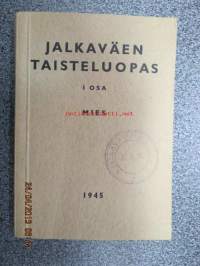 JALKAVÄEN
TAISTELUOPAS
I OSA
MIES
1945